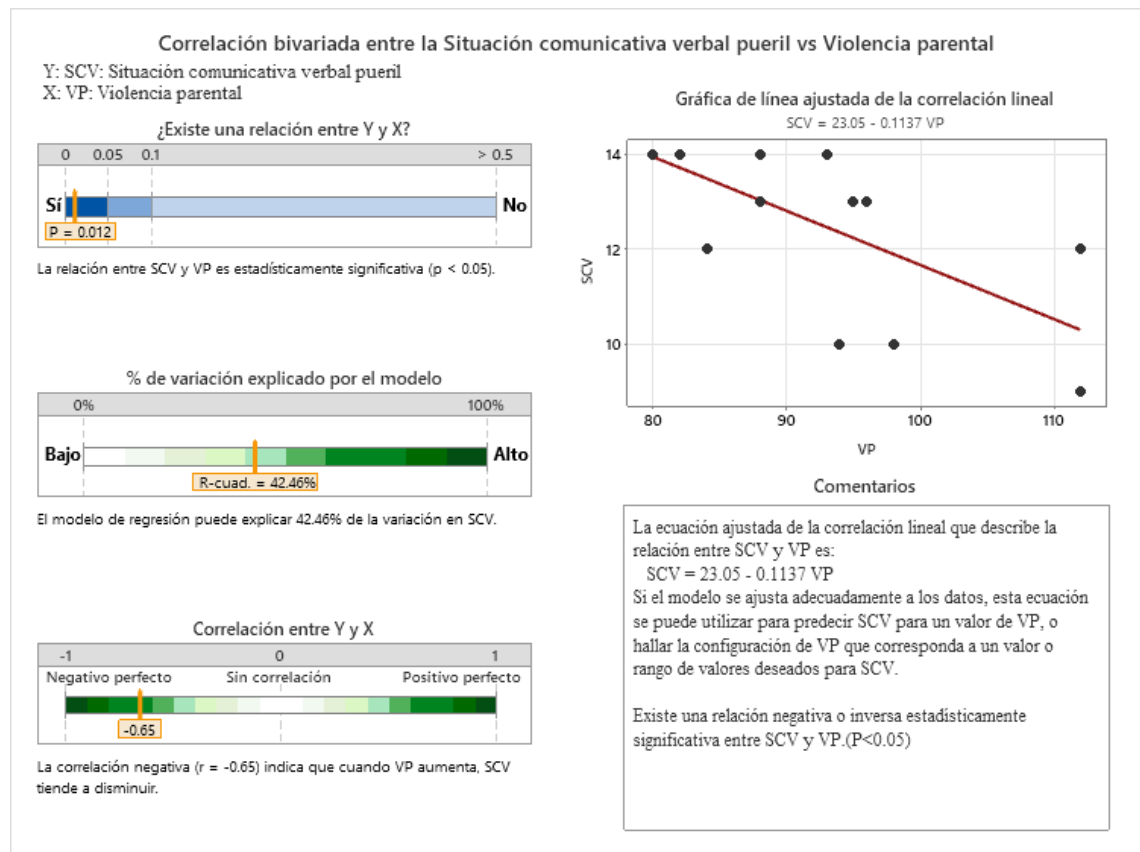 Correlación bivariada entre la Situación comunicativa verbal pueril vs Violencia parental
Y: SCV: Situación comunicativa verbal pueril
X: VP: Violencia parental
¿Existe una relación entre Y y X?
0 0.05 0.1 > 0.5
Sí No
P = 0.012
La relación entre SCV y VP es estadísticamente significativa (p < 0.05).
% de variación explicado por el modelo
0% 100%
Bajo Alto
R-cuad. = 42.46%
El modelo de regresión puede explicar 42.46% de la variación en SCV.
Correlación entre Y y X
-1 0 1
Negativo perfecto Sin correlación Positivo perfecto
-0.65
La correlación negativa (r = -0.65) indica que cuando VP aumenta, SCV
tiende a disminuir.
Gráfica de línea ajustada de la correlación lineal
SCV = 23.05 - 0.1137 VP
14
12
10
SCV
80 90 100 110
VP
Comentarios
La ecuación ajustada de la correlación lineal que describe la
relación entre SCV y VP es:
SCV = 23.05 - 0.1137 VP
Si el modelo se ajusta adecuadamente a los datos, esta ecuación
se puede utilizar para predecir SCV para un valor de VP, o
hallar la configuración de VP que corresponda a un valor o
rango de valores deseados para SCV.
Existe una relación negativa o inversa estadísticamente
significativa entre SCV y VP.(P<0.05)